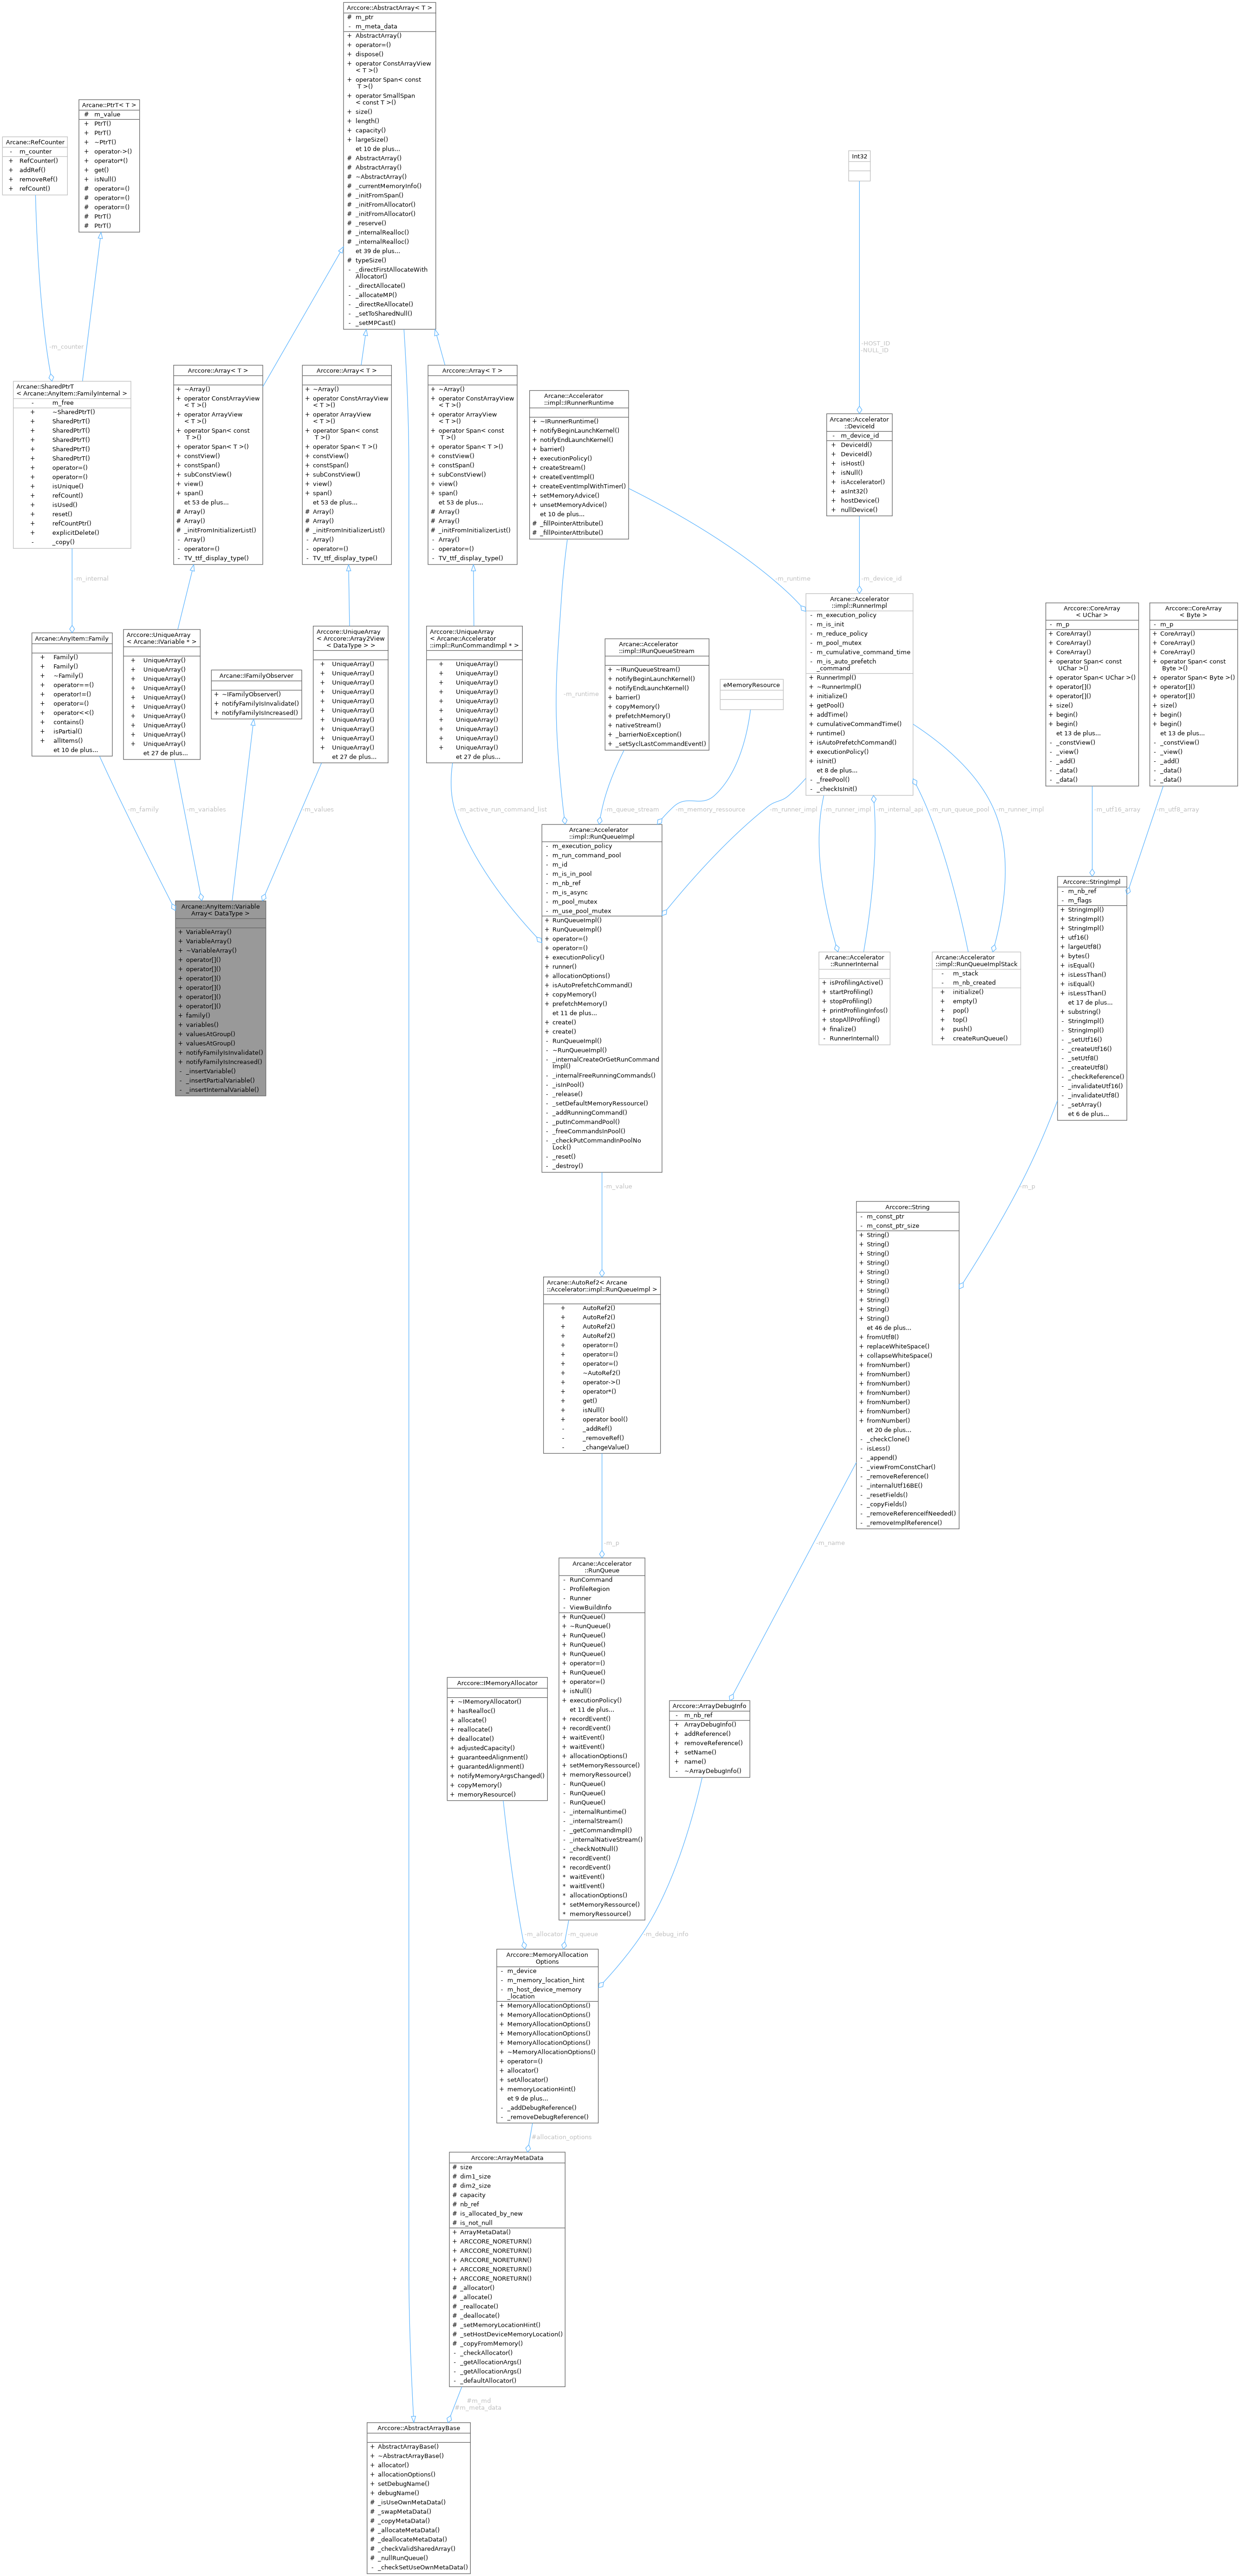 Arccore::AbstractArray< T >
# m_ptr
- m_meta_data
+ AbstractArray()
+ operator=()
+ dispose()
+ operator ConstArrayView
< T >()
+ operator Span< const
T >()
+ operator SmallSpan
< const T >()
+ size()
+ length()
+ capacity()
+ largeSize()
et 10 de plus...
# AbstractArray()
# AbstractArray()
# ~AbstractArray()
# _currentMemoryInfo()
# _initFromSpan()
# _initFromAllocator()
# _initFromAllocator()
# _reserve()
# _internalRealloc()
# _internalRealloc()
et 39 de plus...
# typeSize()
- _directFirstAllocateWith
Allocator()
- _directAllocate()
- _allocateMP()
- _directReAllocate()
- _setToSharedNull()
- _setMPCast()
Arcane::PtrT< T >
# m_value
+ PtrT()
+ PtrT()
+ ~PtrT()
+ operator->()
+ operator*()
+ get()
+ isNull()
# operator=()
# operator=()
# operator=()
# PtrT()
# PtrT()
Arcane::RefCounter
- m_counter
+ RefCounter()
+ addRef()
+ removeRef()
+ refCount()
Int32
-m_counter
-HOST_ID
-NULL_ID
Arcane::SharedPtrT
< Arcane::AnyItem::FamilyInternal >
- m_free
+ ~SharedPtrT()
+ SharedPtrT()
+ SharedPtrT()
+ SharedPtrT()
+ SharedPtrT()
+ SharedPtrT()
+ operator=()
+ operator=()
+ isUnique()
+ refCount()
+ isUsed()
+ reset()
+ refCountPtr()
+ explicitDelete()
- _copy()
Arccore::Array< T >
+ ~Array()
+ operator ConstArrayView
< T >()
+ operator ArrayView
< T >()
+ operator Span< const
T >()
+ operator Span< T >()
+ constView()
+ constSpan()
+ subConstView()
+ view()
+ span()
et 53 de plus...
# Array()
# Array()
# _initFromInitializerList()
- Array()
- operator=()
- TV_ttf_display_type()
Arccore::Array< T >
+ ~Array()
+ operator ConstArrayView
< T >()
+ operator ArrayView
< T >()
+ operator Span< const
T >()
+ operator Span< T >()
+ constView()
+ constSpan()
+ subConstView()
+ view()
+ span()
et 53 de plus...
# Array()
# Array()
# _initFromInitializerList()
- Array()
- operator=()
- TV_ttf_display_type()
Arccore::Array< T >
+ ~Array()
+ operator ConstArrayView
< T >()
+ operator ArrayView
< T >()
+ operator Span< const
T >()
+ operator Span< T >()
+ constView()
+ constSpan()
+ subConstView()
+ view()
+ span()
et 53 de plus...
# Array()
# Array()
# _initFromInitializerList()
- Array()
- operator=()
- TV_ttf_display_type()
Arcane::Accelerator
::impl::IRunnerRuntime
+ ~IRunnerRuntime()
+ notifyBeginLaunchKernel()
+ notifyEndLaunchKernel()
+ barrier()
+ executionPolicy()
+ createStream()
+ createEventImpl()
+ createEventImplWithTimer()
+ setMemoryAdvice()
+ unsetMemoryAdvice()
et 10 de plus...
# _fillPointerAttribute()
# _fillPointerAttribute()
Arcane::Accelerator
::DeviceId
- m_device_id
+ DeviceId()
+ DeviceId()
+ isHost()
+ isNull()
+ isAccelerator()
+ asInt32()
+ hostDevice()
+ nullDevice()
-m_internal
-m_runtime
-m_device_id
Arcane::AnyItem::Family
+ Family()
+ Family()
+ ~Family()
+ operator==()
+ operator!=()
+ operator=()
+ operator<<()
+ contains()
+ isPartial()
+ allItems()
et 10 de plus...
Arccore::UniqueArray
< Arcane::IVariable * >
+ UniqueArray()
+ UniqueArray()
+ UniqueArray()
+ UniqueArray()
+ UniqueArray()
+ UniqueArray()
+ UniqueArray()
+ UniqueArray()
+ UniqueArray()
+ UniqueArray()
et 27 de plus...
Arcane::IFamilyObserver
+ ~IFamilyObserver()
+ notifyFamilyIsInvalidate()
+ notifyFamilyIsIncreased()
Arccore::UniqueArray
< Arccore::Array2View
< DataType > >
+ UniqueArray()
+ UniqueArray()
+ UniqueArray()
+ UniqueArray()
+ UniqueArray()
+ UniqueArray()
+ UniqueArray()
+ UniqueArray()
+ UniqueArray()
+ UniqueArray()
et 27 de plus...
Arccore::UniqueArray
< Arcane::Accelerator
::impl::RunCommandImpl * >
+ UniqueArray()
+ UniqueArray()
+ UniqueArray()
+ UniqueArray()
+ UniqueArray()
+ UniqueArray()
+ UniqueArray()
+ UniqueArray()
+ UniqueArray()
+ UniqueArray()
et 27 de plus...
-m_runtime
Arcane::Accelerator
::impl::IRunQueueStream
+ ~IRunQueueStream()
+ notifyBeginLaunchKernel()
+ notifyEndLaunchKernel()
+ barrier()
+ copyMemory()
+ prefetchMemory()
+ nativeStream()
+ _barrierNoException()
+ _setSyclLastCommandEvent()
eMemoryResource
Arcane::Accelerator
::impl::RunnerImpl
- m_execution_policy
- m_is_init
- m_reduce_policy
- m_pool_mutex
- m_cumulative_command_time
- m_is_auto_prefetch
_command
+ RunnerImpl()
+ ~RunnerImpl()
+ initialize()
+ getPool()
+ addTime()
+ cumulativeCommandTime()
+ runtime()
+ isAutoPrefetchCommand()
+ executionPolicy()
+ isInit()
et 8 de plus...
- _freePool()
- _checkIsInit()
Arccore::CoreArray
< UChar >
- m_p
+ CoreArray()
+ CoreArray()
+ CoreArray()
+ operator Span< const
UChar >()
+ operator Span< UChar >()
+ operator[]()
+ operator[]()
+ size()
+ begin()
+ begin()
et 13 de plus...
- _constView()
- _view()
- _add()
- _data()
- _data()
Arccore::CoreArray
< Byte >
- m_p
+ CoreArray()
+ CoreArray()
+ CoreArray()
+ operator Span< const
Byte >()
+ operator Span< Byte >()
+ operator[]()
+ operator[]()
+ size()
+ begin()
+ begin()
et 13 de plus...
- _constView()
- _view()
- _add()
- _data()
- _data()
-m_family
-m_variables
-m_values
-m_active_run_command_list
-m_queue_stream
-m_memory_ressource
-m_runner_impl
-m_runner_impl
-m_internal_api
-m_run_queue_pool
-m_runner_impl
-m_utf16_array
-m_utf8_array
Arcane::AnyItem::Variable
Array< DataType >
+ VariableArray()
+ VariableArray()
+ ~VariableArray()
+ operator[]()
+ operator[]()
+ operator[]()
+ operator[]()
+ operator[]()
+ operator[]()
+ family()
+ variables()
+ valuesAtGroup()
+ valuesAtGroup()
+ notifyFamilyIsInvalidate()
+ notifyFamilyIsIncreased()
- _insertVariable()
- _insertPartialVariable()
- _insertInternalVariable()
Arcane::Accelerator
::impl::RunQueueImpl
- m_execution_policy
- m_run_command_pool
- m_id
- m_is_in_pool
- m_nb_ref
- m_is_async
- m_pool_mutex
- m_use_pool_mutex
+ RunQueueImpl()
+ RunQueueImpl()
+ operator=()
+ operator=()
+ executionPolicy()
+ runner()
+ allocationOptions()
+ isAutoPrefetchCommand()
+ copyMemory()
+ prefetchMemory()
et 11 de plus...
+ create()
+ create()
- RunQueueImpl()
- ~RunQueueImpl()
- _internalCreateOrGetRunCommand
Impl()
- _internalFreeRunningCommands()
- _isInPool()
- _release()
- _setDefaultMemoryRessource()
- _addRunningCommand()
- _putInCommandPool()
- _freeCommandsInPool()
- _checkPutCommandInPoolNo
Lock()
- _reset()
- _destroy()
Arcane::Accelerator
::RunnerInternal
+ isProfilingActive()
+ startProfiling()
+ stopProfiling()
+ printProfilingInfos()
+ stopAllProfiling()
+ finalize()
- RunnerInternal()
Arcane::Accelerator
::impl::RunQueueImplStack
- m_stack
- m_nb_created
+ initialize()
+ empty()
+ pop()
+ top()
+ push()
+ createRunQueue()
Arccore::StringImpl
- m_nb_ref
- m_flags
+ StringImpl()
+ StringImpl()
+ StringImpl()
+ utf16()
+ largeUtf8()
+ bytes()
+ isEqual()
+ isLessThan()
+ isEqual()
+ isLessThan()
et 17 de plus...
+ substring()
- StringImpl()
- StringImpl()
- _setUtf16()
- _createUtf16()
- _setUtf8()
- _createUtf8()
- _checkReference()
- _invalidateUtf16()
- _invalidateUtf8()
- _setArray()
et 6 de plus...
-m_value
-m_p
Arccore::String
- m_const_ptr
- m_const_ptr_size
+ String()
+ String()
+ String()
+ String()
+ String()
+ String()
+ String()
+ String()
+ String()
+ String()
et 46 de plus...
+ fromUtf8()
+ replaceWhiteSpace()
+ collapseWhiteSpace()
+ fromNumber()
+ fromNumber()
+ fromNumber()
+ fromNumber()
+ fromNumber()
+ fromNumber()
+ fromNumber()
et 20 de plus...
- _checkClone()
- isLess()
- _append()
- _viewFromConstChar()
- _removeReference()
- _internalUtf16BE()
- _resetFields()
- _copyFields()
- _removeReferenceIfNeeded()
- _removeImplReference()
Arcane::AutoRef2< Arcane
::Accelerator::impl::RunQueueImpl >
+ AutoRef2()
+ AutoRef2()
+ AutoRef2()
+ AutoRef2()
+ operator=()
+ operator=()
+ operator=()
+ ~AutoRef2()
+ operator->()
+ operator*()
+ get()
+ isNull()
+ operator bool()
- _addRef()
- _removeRef()
- _changeValue()
-m_p
-m_name
Arcane::Accelerator
::RunQueue
- RunCommand
- ProfileRegion
- Runner
- ViewBuildInfo
+ RunQueue()
+ ~RunQueue()
+ RunQueue()
+ RunQueue()
+ RunQueue()
+ operator=()
+ RunQueue()
+ operator=()
+ isNull()
+ executionPolicy()
et 11 de plus...
+ recordEvent()
+ recordEvent()
+ waitEvent()
+ waitEvent()
+ allocationOptions()
+ setMemoryRessource()
+ memoryRessource()
- RunQueue()
- RunQueue()
- RunQueue()
- _internalRuntime()
- _internalStream()
- _getCommandImpl()
- _internalNativeStream()
- _checkNotNull()
* recordEvent()
* recordEvent()
* waitEvent()
* waitEvent()
* allocationOptions()
* setMemoryRessource()
* memoryRessource()
Arccore::IMemoryAllocator
+ ~IMemoryAllocator()
+ hasRealloc()
+ allocate()
+ reallocate()
+ deallocate()
+ adjustedCapacity()
+ guaranteedAlignment()
+ guarantedAlignment()
+ notifyMemoryArgsChanged()
+ copyMemory()
+ memoryResource()
Arccore::ArrayDebugInfo
- m_nb_ref
+ ArrayDebugInfo()
+ addReference()
+ removeReference()
+ setName()
+ name()
- ~ArrayDebugInfo()
-m_allocator
-m_queue
-m_debug_info
Arccore::MemoryAllocation
Options
- m_device
- m_memory_location_hint
- m_host_device_memory
_location
+ MemoryAllocationOptions()
+ MemoryAllocationOptions()
+ MemoryAllocationOptions()
+ MemoryAllocationOptions()
+ MemoryAllocationOptions()
+ ~MemoryAllocationOptions()
+ operator=()
+ allocator()
+ setAllocator()
+ memoryLocationHint()
et 9 de plus...
- _addDebugReference()
- _removeDebugReference()
#allocation_options
Arccore::ArrayMetaData
# size
# dim1_size
# dim2_size
# capacity
# nb_ref
# is_allocated_by_new
# is_not_null
+ ArrayMetaData()
+ ARCCORE_NORETURN()
+ ARCCORE_NORETURN()
+ ARCCORE_NORETURN()
+ ARCCORE_NORETURN()
+ ARCCORE_NORETURN()
# _allocator()
# _allocate()
# _reallocate()
# _deallocate()
# _setMemoryLocationHint()
# _setHostDeviceMemoryLocation()
# _copyFromMemory()
- _checkAllocator()
- _getAllocationArgs()
- _getAllocationArgs()
- _defaultAllocator()
#m_md
#m_meta_data
Arccore::AbstractArrayBase
+ AbstractArrayBase()
+ ~AbstractArrayBase()
+ allocator()
+ allocationOptions()
+ setDebugName()
+ debugName()
# _isUseOwnMetaData()
# _swapMetaData()
# _copyMetaData()
# _allocateMetaData()
# _deallocateMetaData()
# _checkValidSharedArray()
# _nullRunQueue()
- _checkSetUseOwnMetaData()